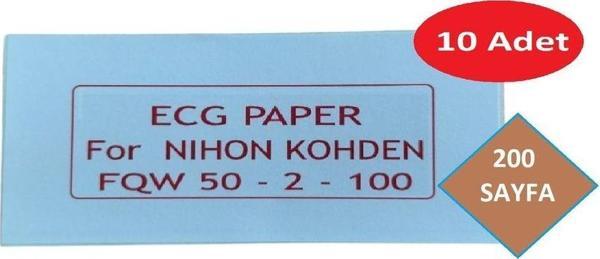 10 Adet
ECG PAPER
For NIHON KOHDEN
FQW 50 - 2 - 100
200
SAYFA